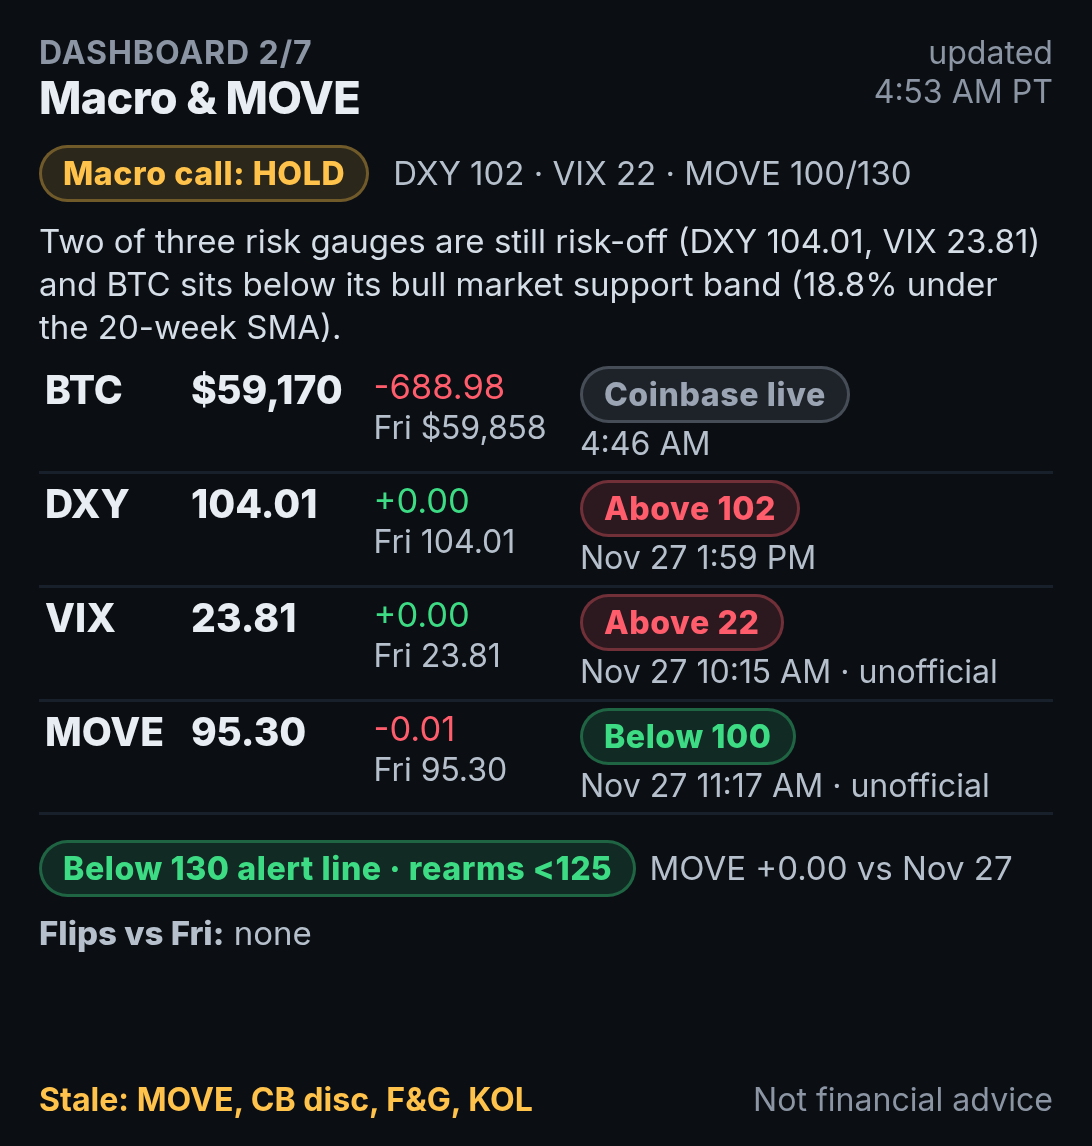 DASHBOARD 2/7
updated
Macro & MOVE
4:53 AM PT
Macro call: HOLD DXY 102 · VIX 22 · MOVE 100/130
Two of three risk gauges are still risk-off (DXY 104.01, VIX 23.81)
and BTC sits below its bull market support band (18.8% under
the 20-week SMA).
BTC $59,170 -688.98 Coinbase live
Fri $59,858 4:46 AM
DXY 104.01 +0.00 Above 102
Fri 104.01 Nov 27 1:59 PM
VIX 23.81 +0.00 Above 22
Fri 23.81 Nov 27 10:15 AM · unofficial
MOVE 95.30 -0.01 Below 100
Fri 95.30 Nov 27 11:17 AM · unofficial
Below 130 alert line · rearms <125 MOVE +0.00 vs Nov 27
Flips vs Fri: none
Stale: MOVE, CB disc, F&G, KOL Not financial advice